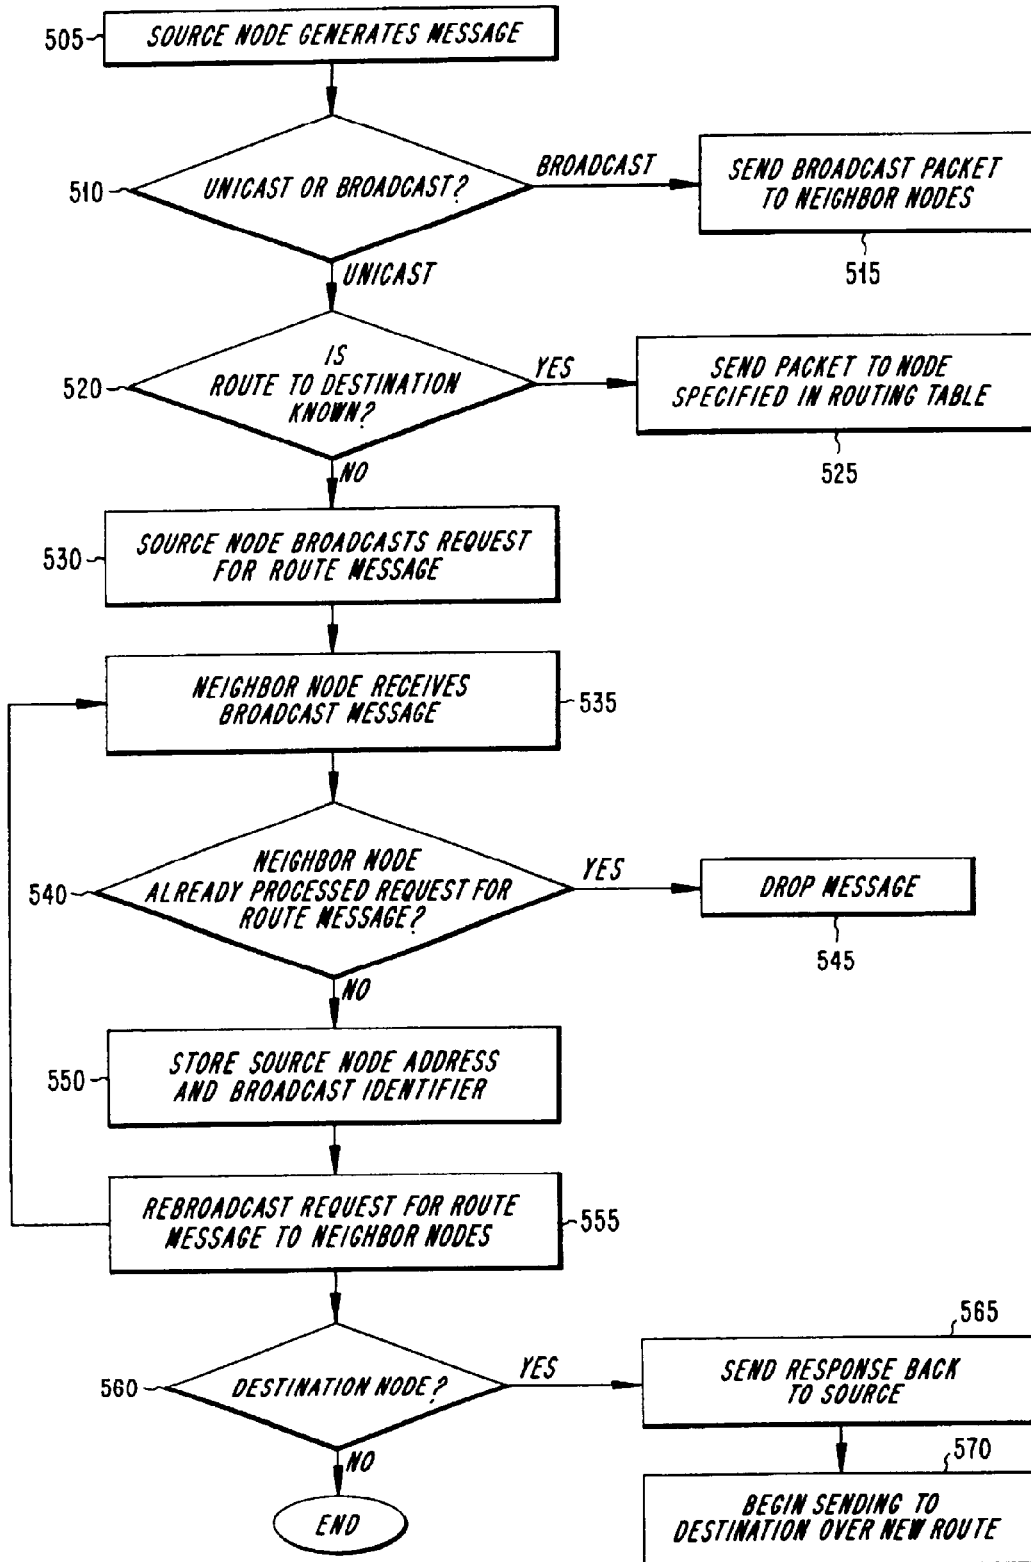 505
SOURCE NODE GENERATES MESSAGE
510
UNICAST OR BROADCAST?
BROADCAST
SEND BROADCAST PACKET
TO NEIGHBOR NODES
515
UNICAST
520
IS
ROUTE TO DESTINATION
KNOWN?
YES
SEND PACKET TO NODE
SPECIFIED IN ROUTING TABLE
525
NO
530
SOURCE NODE BROADCASTS REQUEST
FOR ROUTE MESSAGE
NEIGHBOR NODE RECEIVES
BROADCAST MESSAGE
535
540
NEIGHBOR NODE
ALREADY PROCESSED REQUEST FOR
ROUTE MESSAGE?
YES
DROP MESSAGE
545
NO
550
STORE SOURCE NODE ADDRESS
AND BROADCAST IDENTIFIER
REBROADCAST REQUEST FOR ROUTE
MESSAGE TO NEIGHBOR NODES
555
560
DESTINATION NODE?
YES
565
SEND RESPONSE BACK
TO SOURCE
570
BEGIN SENDING TO
DESTINATION OVER NEW ROUTE
NO
END